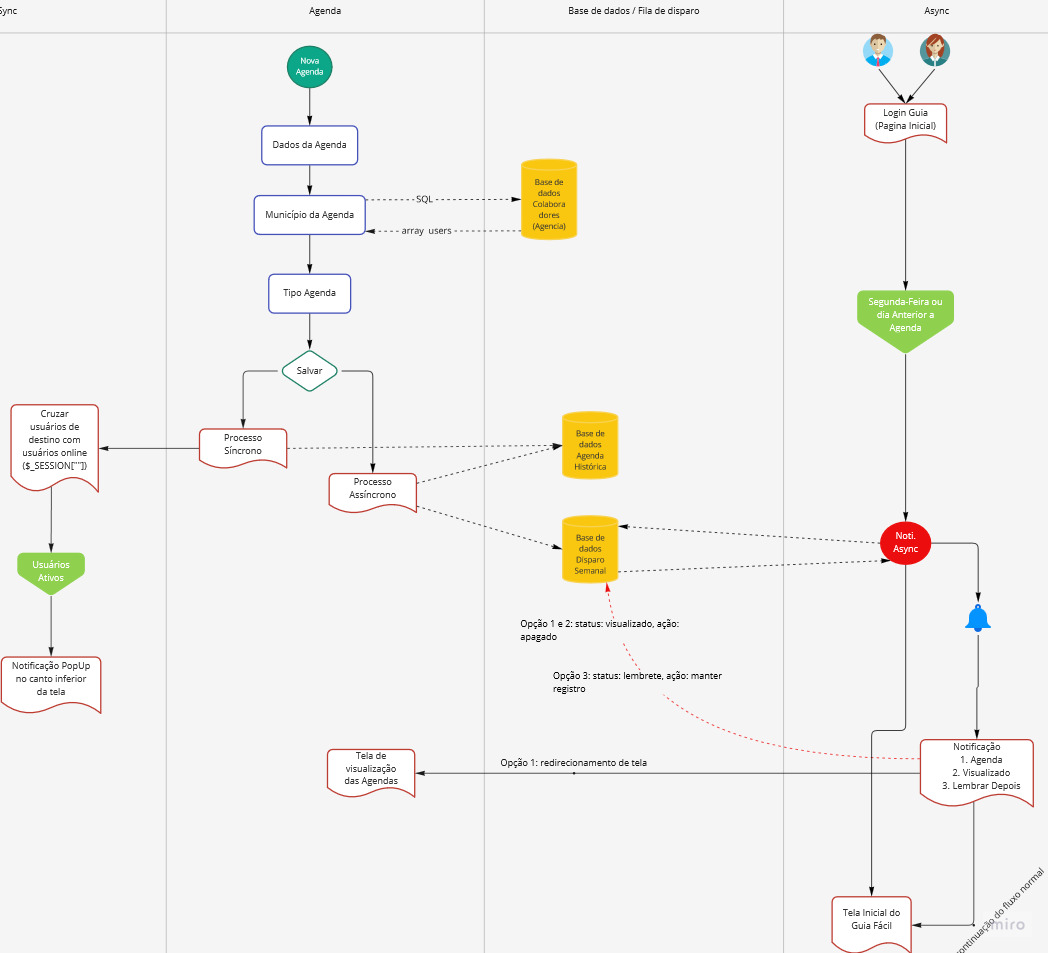 Sync
Agenda
Base de dados / Fila de disparo
Async
Nova
Agenda
Dados da Agenda
Município da Agenda
SQL
array users
Base de
dados
Colabora
dores
(Agencia)
Tipo Agenda
Salvar
Processo
Síncrono
Processo
Assíncrono
Cruzar
usuários de
destino com
usuários online
($_SESSION[""])
Usuários
Ativos
Notificação PopUp
no canto inferior
da tela
Base de
dados
Agenda
Histórica
Base de
dados
Disparo
Semanal
Opção 1 e 2: status: visualizado, ação:
apagado
Opção 3: status: lembrete, ação: manter
registro
Opção 1: redirecionamento de tela
Tela de
visualização
das Agendas
Login Guia
(Pagina Inicial)
Segunda-Feira ou
dia Anterior a
Agenda
Noti.
Async
Notificação
1. Agenda
2. Visualizado
3. Lembrar Depois
Tela Inicial do
Guia Fácil
ontinuação do fluxo normal
miro